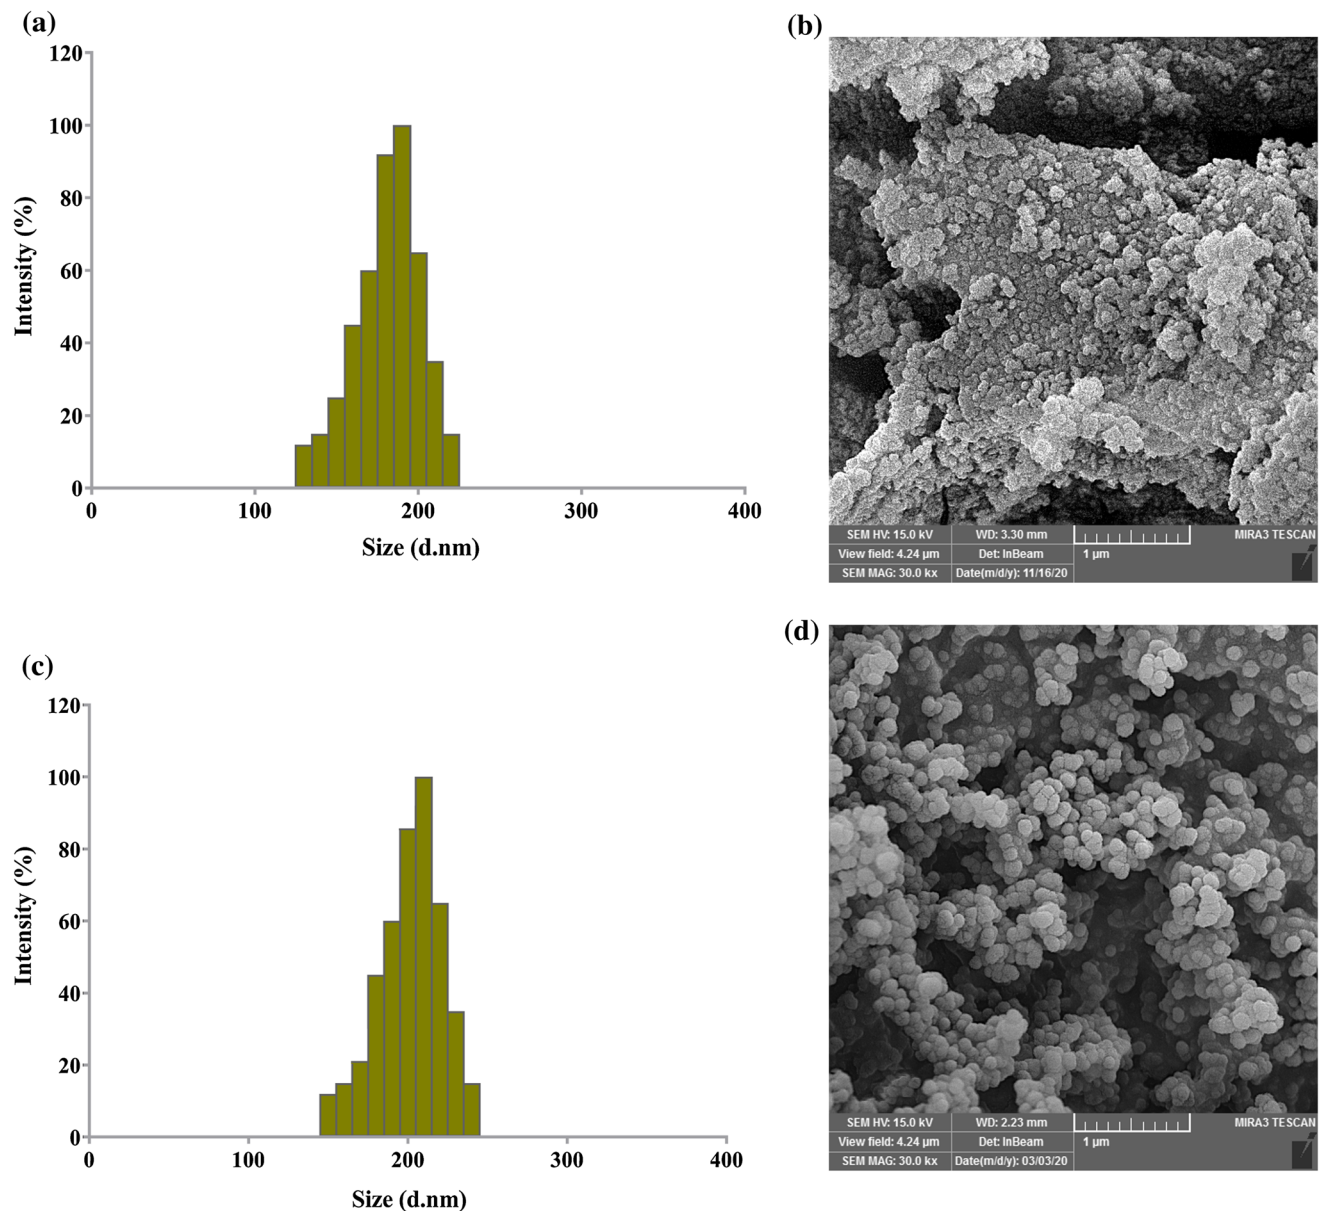 (a)
120
100
80
60
40
20
0
Intensity (%)
0 100 200 300 400
Size (d.nm)
(b)
SEM HV: 15.0 kV WD: 3.30 mm MIRA3 TESCAN
View field: 4.24 µm Det: InBeam 1 µm
SEM MAG: 30.0 kx Date(m/d/y): 11/16/20
(c)
120
100
80
60
40
20
0
Intensity (%)
0 100 200 300 400
Size (d.nm)
(d)
SEM HV: 15.0 kV WD: 2.23 mm MIRA3 TESCAN
View field: 4.24 µm Det: InBeam 1 µm
SEM MAG: 30.0 kx Date(m/d/y): 03/03/20